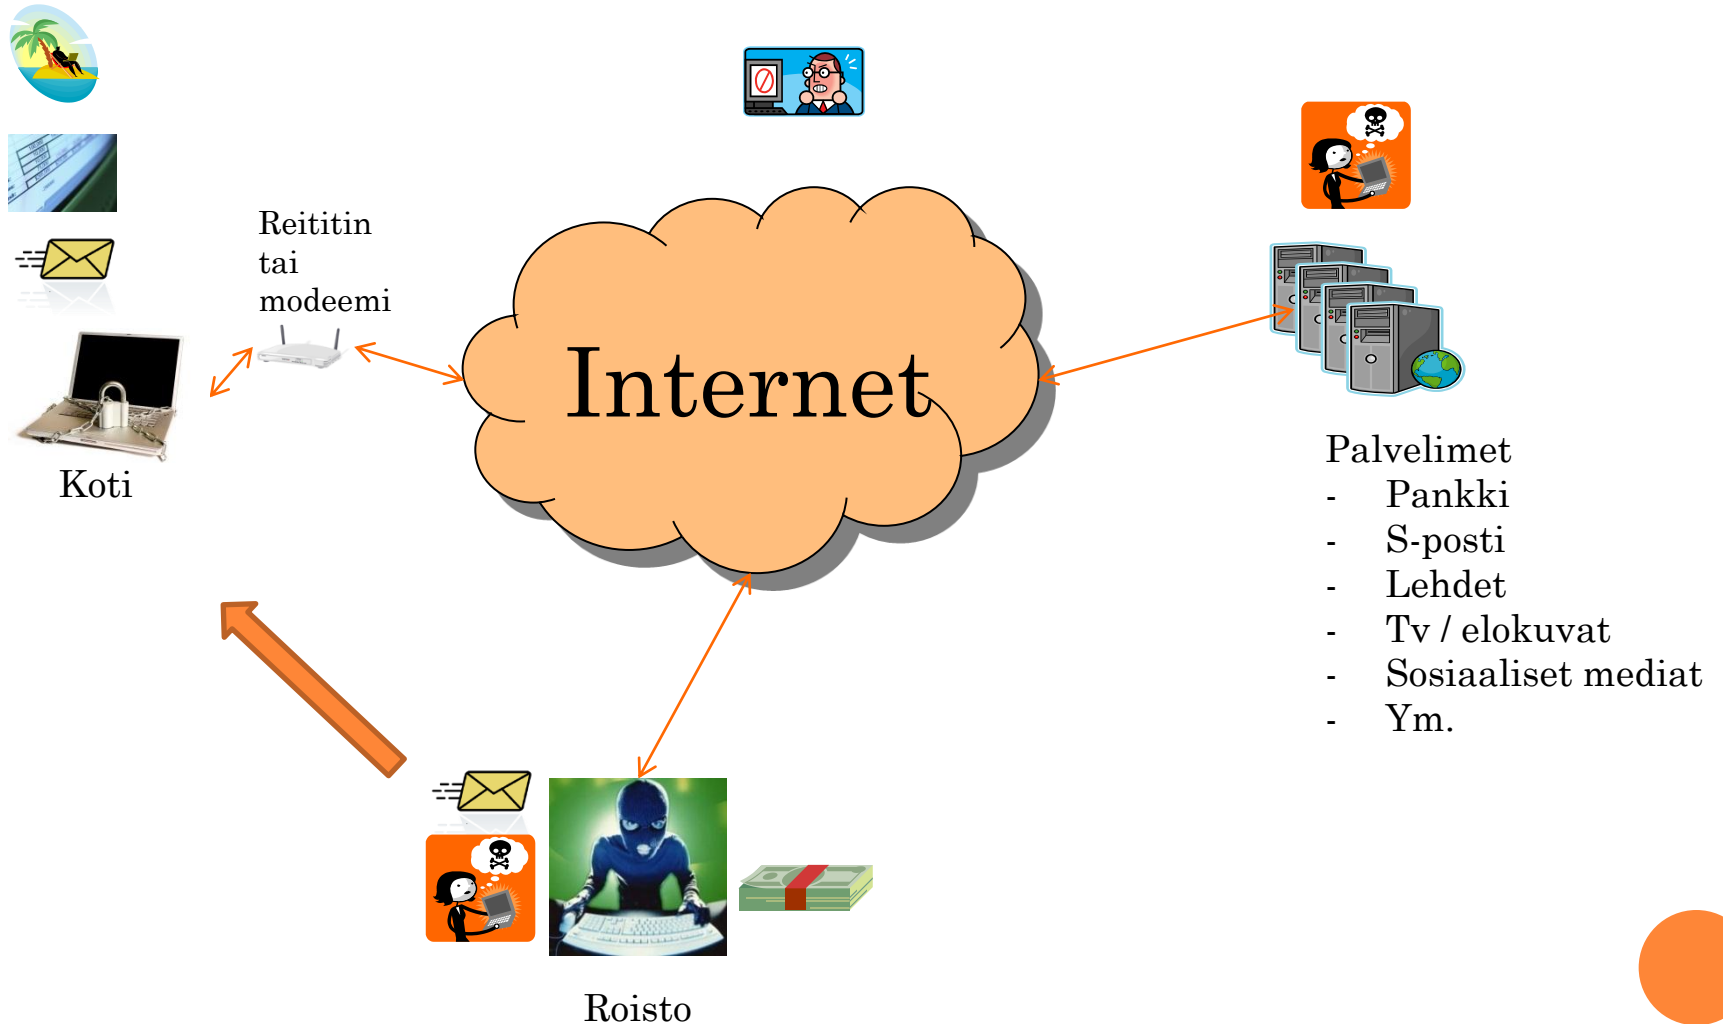 Reititin
tai
modeemi
Internet
Koti
Palvelimet
- Pankki
- S-posti
- Lehdet
- Tv / elokuvat
- Sosiaaliset mediat
- Ym.
Roisto